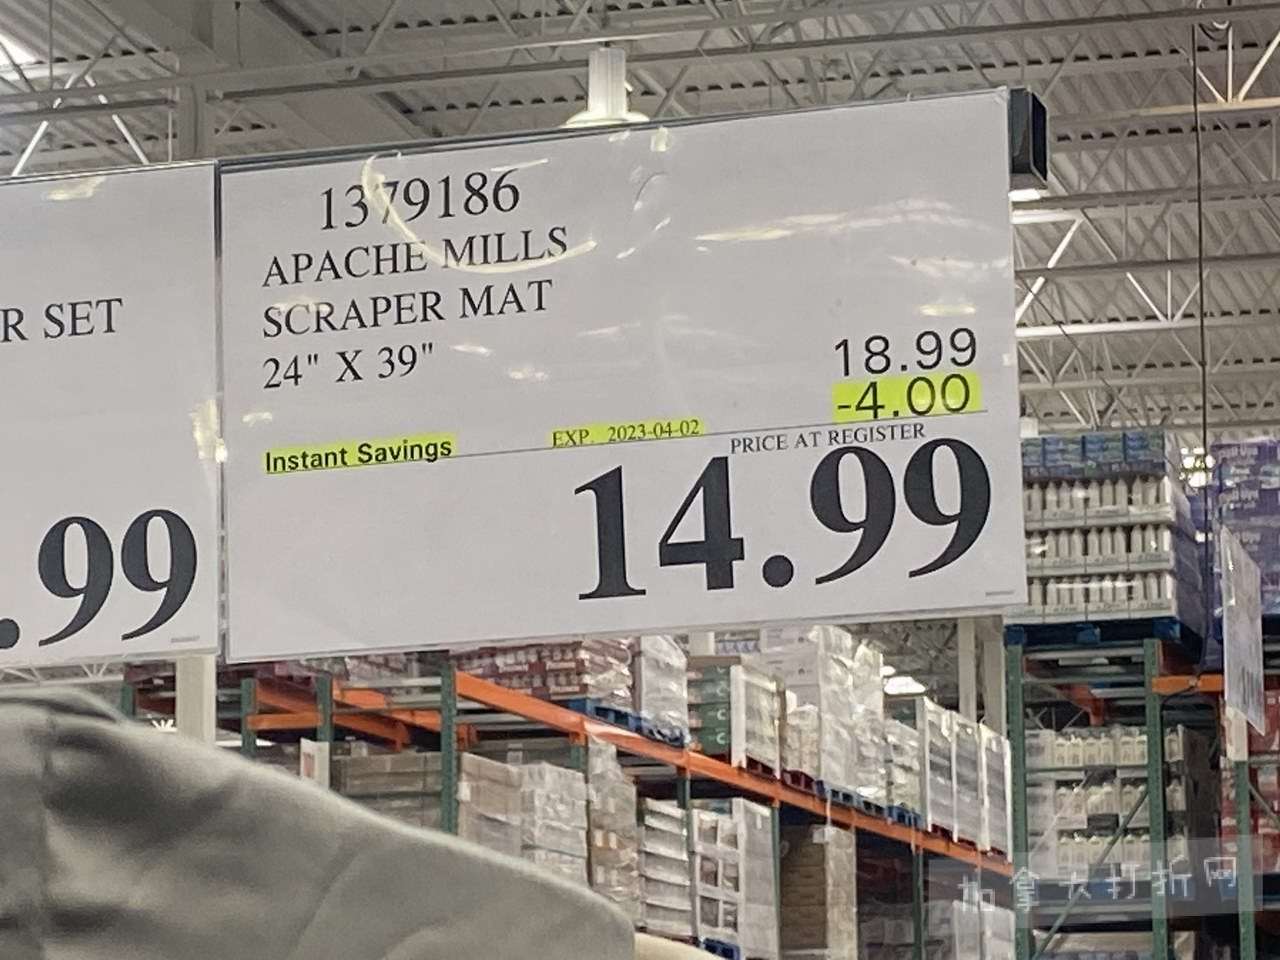 R SET
.99
1379186
APACHE MILLS
SCRAPER MAT
24" X 39"
18.99
-4.00
Instant Savings
EXP. 2023-04-02
PRICE AT REGISTER
14.99
加拿大打折网